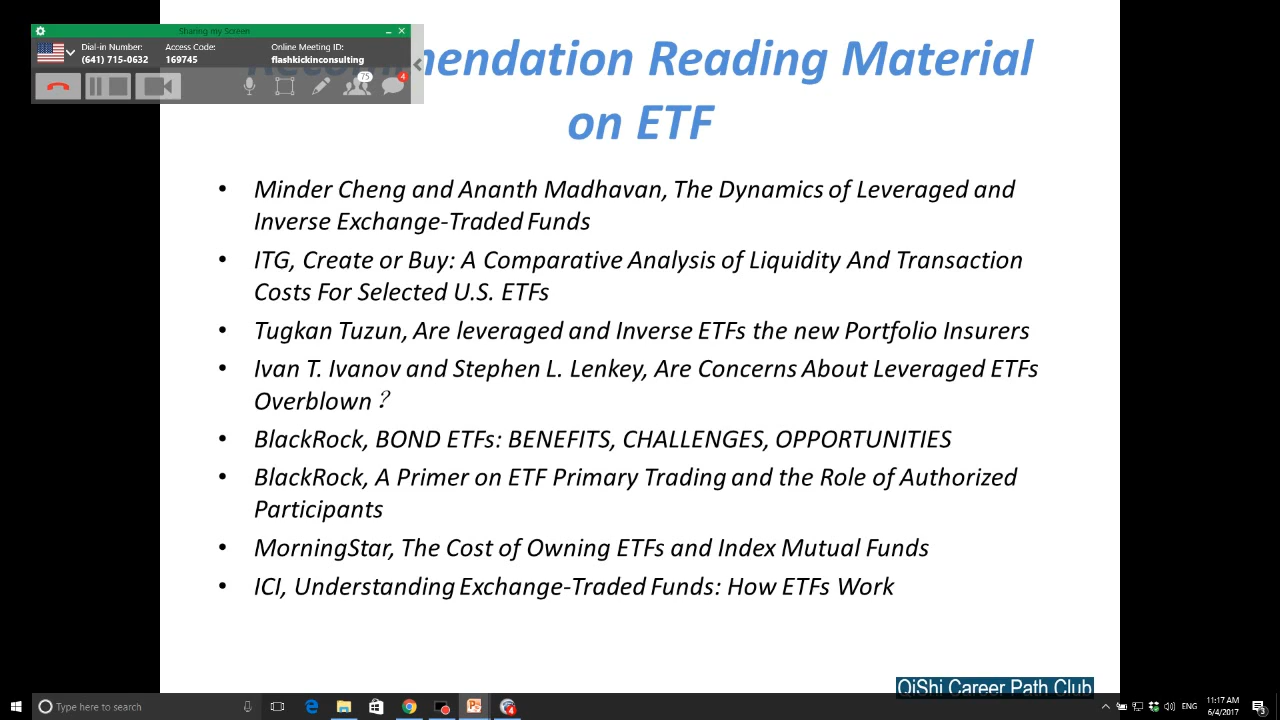 Sharing my Screen
Dial-in Number: Access Code: Online Meeting ID:
(641) 715-0632 169745 flashkickinconsulting
75 4
mendation Reading Material
on ETF
• Minder Cheng and Ananth Madhavan, The Dynamics of Leveraged and
Inverse Exchange-Traded Funds
• ITG, Create or Buy: A Comparative Analysis of Liquidity And Transaction
Costs For Selected U.S. ETFs
• Tugkan Tuzun, Are leveraged and Inverse ETFs the new Portfolio Insurers
• Ivan T. Ivanov and Stephen L. Lenkey, Are Concerns About Leveraged ETFs
Overblown？
• BlackRock, BOND ETFs: BENEFITS, CHALLENGES, OPPORTUNITIES
• BlackRock, A Primer on ETF Primary Trading and the Role of Authorized
Participants
• MorningStar, The Cost of Owning ETFs and Index Mutual Funds
• ICI, Understanding Exchange-Traded Funds: How ETFs Work
QiShi Career Path Club
Type here to search
4
ENG
11:17 AM
6/4/2017
3